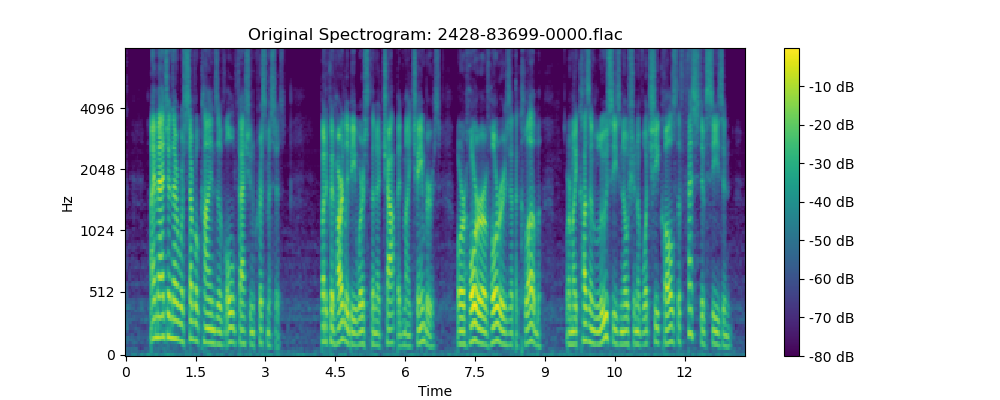 Original Spectrogram: 2428-83699-0000.flac
Hz
4096
2048
1024
512
0
0 1.5 3 4.5 6 7.5 9 10 12
Time
-10 dB
-20 dB
-30 dB
-40 dB
-50 dB
-60 dB
-70 dB
-80 dB